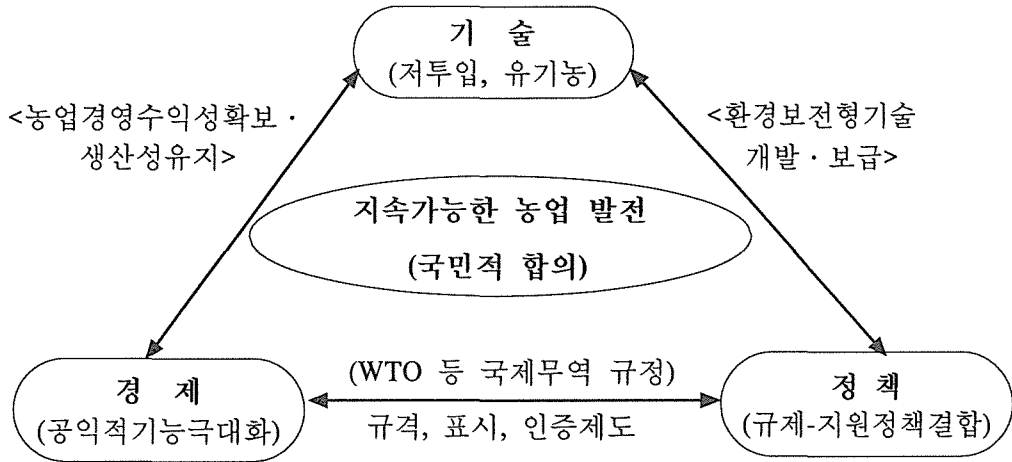 기 술
(저투입, 유기농)
<농업경영수익성확보 ·
생산성유지>
<환경보전형기술
개발 · 보급>
지속가능한 농업 발전
(국민적 합의)
경 제
(공익적기능극대화)
(WTO 등 국제무역 규정)
규격, 표시, 인증제도
정 책
(규제-지원정책결합)